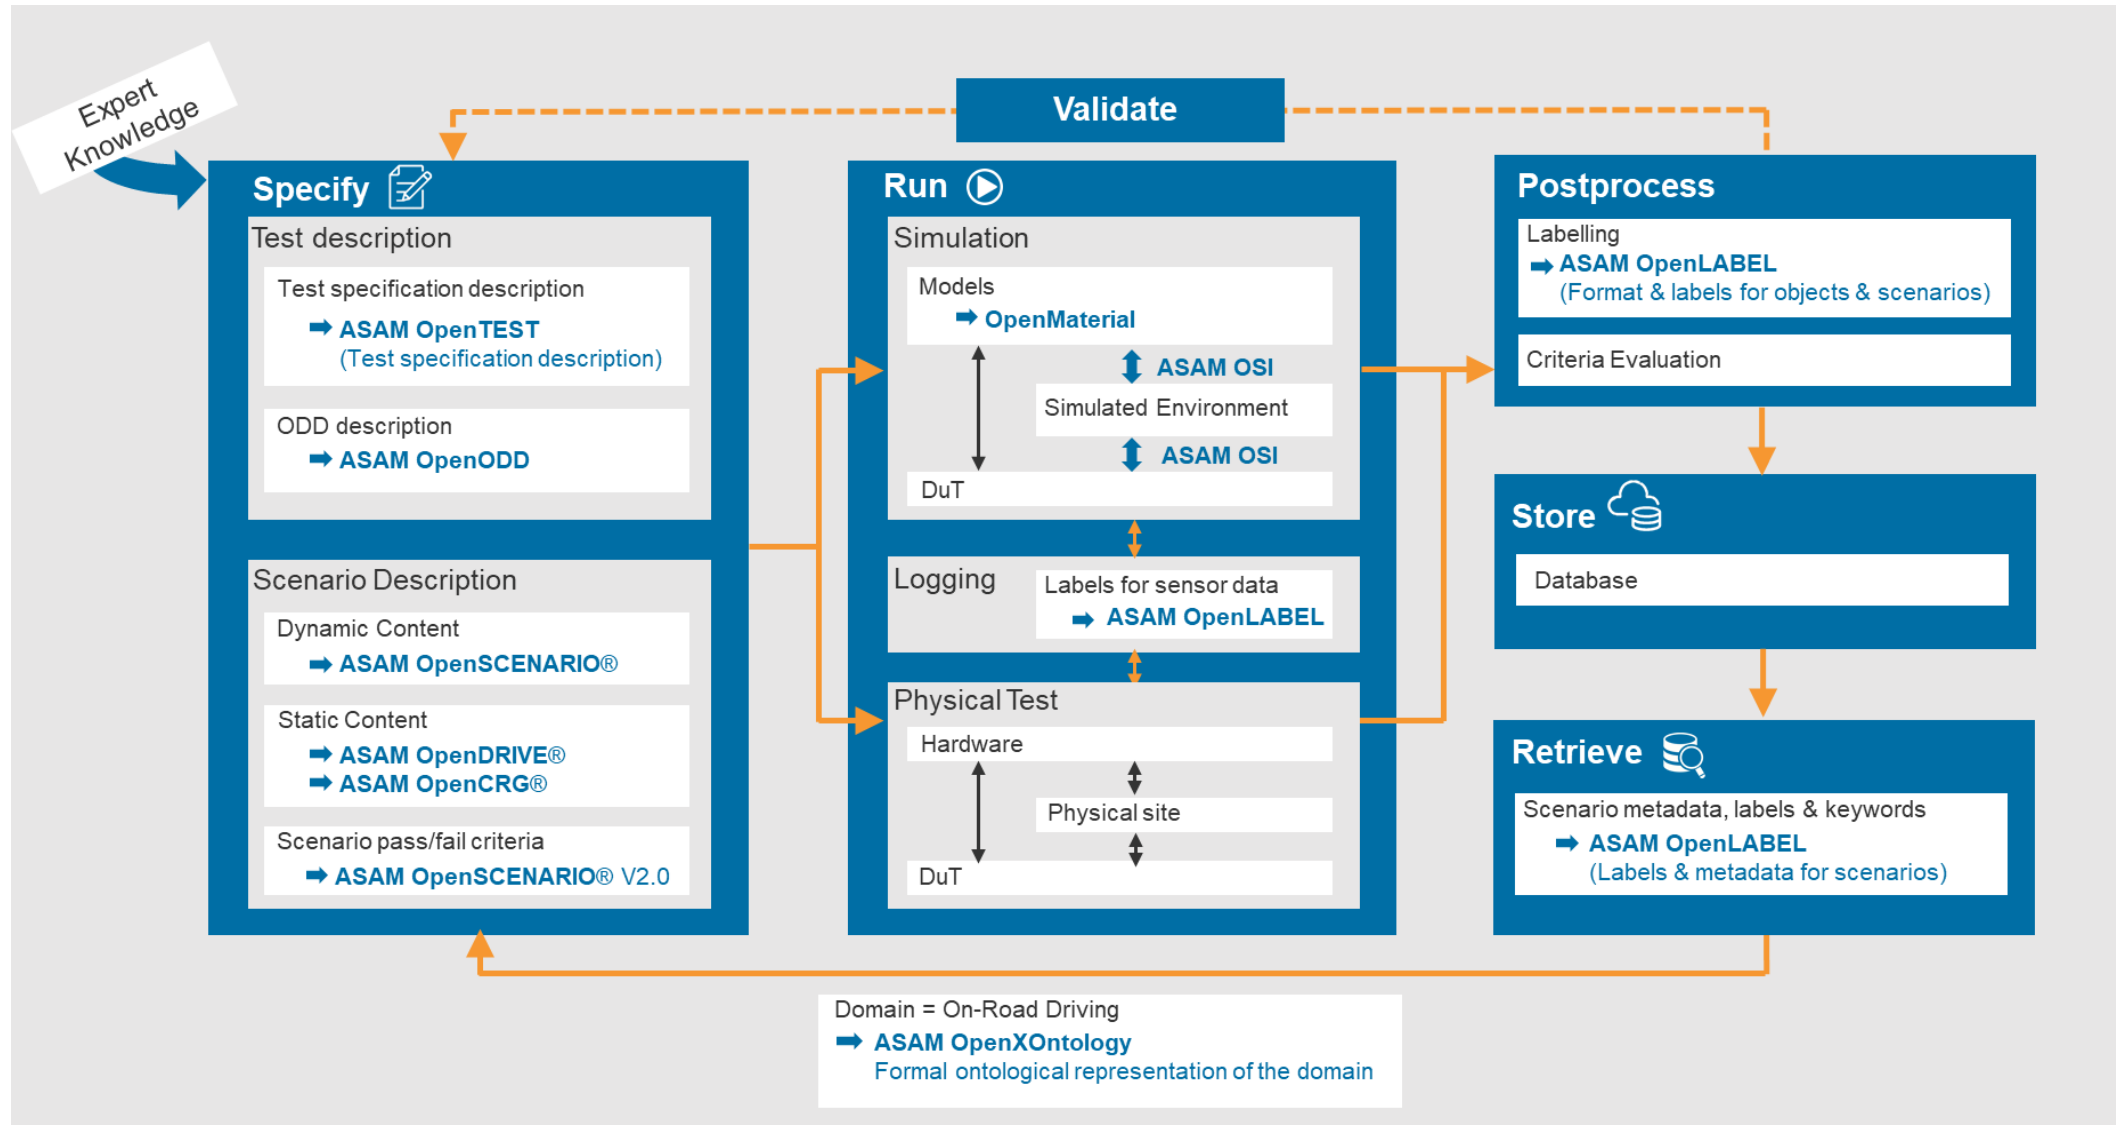 Expert
Knowledge
Validate
Specify
Test description
Test specification description
ASAM OpenTEST
(Test specification description)
ODD description
ASAM OpenODD
Scenario Description
Dynamic Content
ASAM OpenSCENARIO®
Static Content
ASAM OpenDRIVE®
ASAM OpenCRG®
Scenario pass/fail criteria
ASAM OpenSCENARIO® V2.0
Run
Simulation
Models
OpenMaterial
ASAM OSI
Simulated Environment
ASAM OSI
DuT
Logging
Labels for sensor data
ASAM OpenLABEL
Physical Test
Hardware
Physical site
DuT
Postprocess
Labelling
ASAM OpenLABEL
(Format & labels for objects & scenarios)
Criteria Evaluation
Store
Database
Retrieve
Scenario metadata, labels & keywords
ASAM OpenLABEL
(Labels & metadata for scenarios)
Domain = On-Road Driving
ASAM OpenXOntology
Formal ontological representation of the domain